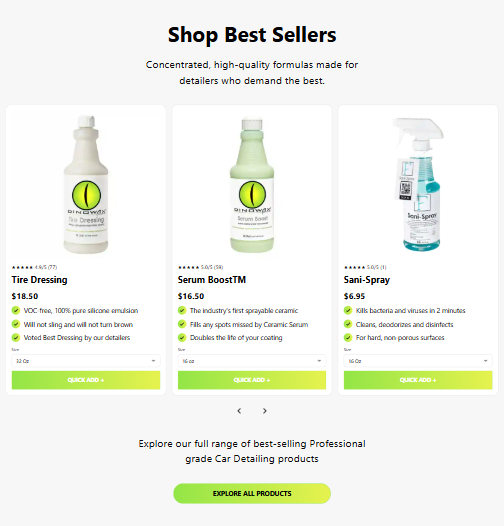 Shop Best Sellers
Concentrated, high-quality formulas made for
detailers who demand the best.
DINOWAX
Tire Dressing
★★★★★ 4.9/5 (77)
Tire Dressing
$18.50
VOC free, 100% pure silicone emulsion
Will not sling and will not turn brown
Voted Best Dressing by our detailers
Size
32 Oz
QUICK ADD +
DINOWAX
Serum Boost
★★★★★ 5.0/5 (59)
Serum BoostTM
$16.50
The industry's first sprayable ceramic
Fills any spots missed by Ceramic Serum
Doubles the life of your coating
Size
16 oz
QUICK ADD +
Sani-Spray
★★★★★ 5.0/5 (1)
Sani-Spray
$6.95
Kills bacteria and viruses in 2 minutes
Cleans, deodorizes and disinfects
For hard, non-porous surfaces
Size
16 Oz
QUICK ADD +
Explore our full range of best-selling Professional
grade Car Detailing products
EXPLORE ALL PRODUCTS